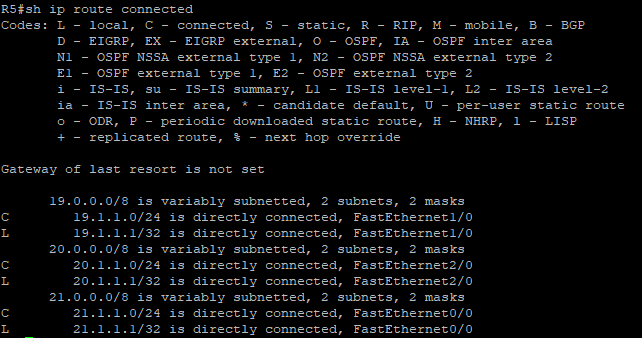 R5#sh ip route connected
Codes: L - local, C - connected, S - static, R - RIP, M - mobile, B - BGP
       D - EIGRP, EX - EIGRP external, O - OSPF, IA - OSPF inter area
       N1 - OSPF NSSA external type 1, N2 - OSPF NSSA external type 2
       E1 - OSPF external type 1, E2 - OSPF external type 2
       i - IS-IS, su - IS-IS summary, L1 - IS-IS level-1, L2 - IS-IS level-2
       ia - IS-IS inter area, * - candidate default, U - per-user static route
       o - ODR, P - periodic downloaded static route, H - NHRP, l - LISP
       + - replicated route, % - next hop override
Gateway of last resort is not set
      19.0.0.0/8 is variably subnetted, 2 subnets, 2 masks
C        19.1.1.0/24 is directly connected, FastEthernet1/0
L        19.1.1.1/32 is directly connected, FastEthernet1/0
      20.0.0.0/8 is variably subnetted, 2 subnets, 2 masks
C        20.1.1.0/24 is directly connected, FastEthernet2/0
L        20.1.1.1/32 is directly connected, FastEthernet2/0
      21.0.0.0/8 is variably subnetted, 2 subnets, 2 masks
C        21.1.1.0/24 is directly connected, FastEthernet0/0
L        21.1.1.1/32 is directly connected, FastEthernet0/0